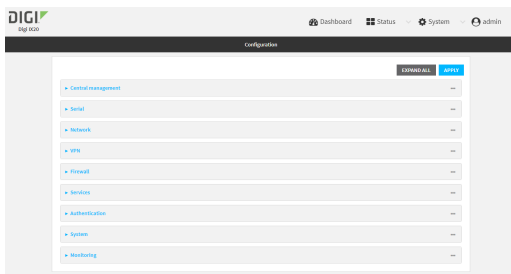 DIGI
Digi IX20
Dashboard Status System admin
Configuration
EXPAND ALL APPLY
Central management
Serial
Network
VPN
Firewall
Services
Authentication
System
Monitoring